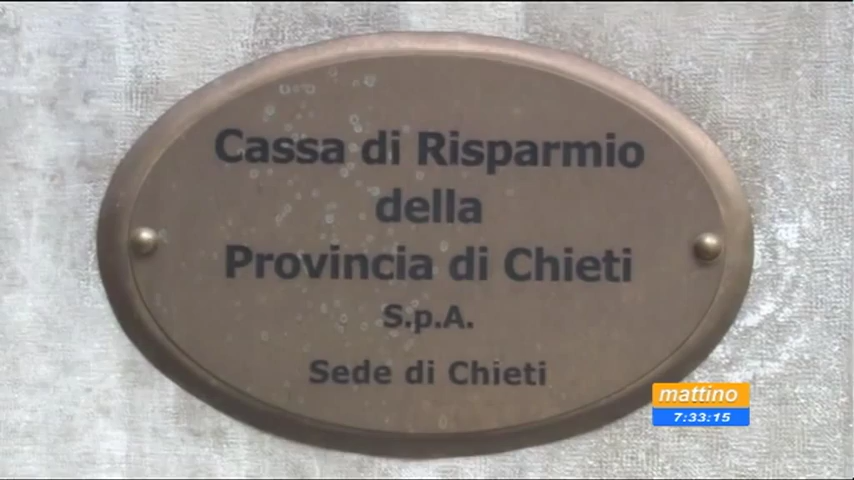 Cassa di Risparmio
della
Provincia di Chieti
S.p.A.
Sede di Chieti
mattino
7:33:15